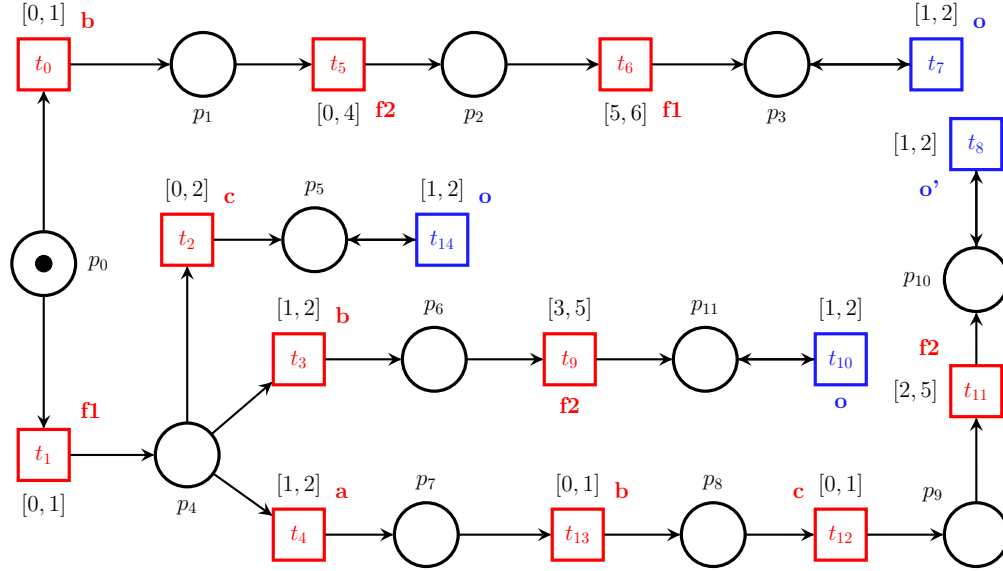 [0, 1] b
[1, 2] o
t0
t5
t6
t7
p1
[0, 4] f2
p2
[5, 6] f1
p3
[1, 2] t8
o'
[0, 2] c
p5
[1, 2] o
t2
t14
p0
p10
[1, 2] b
p6
[3, 5]
p11
[1, 2]
t3
t9
t10
f2
o
f2
[2, 5] t11
f1
t1
[0, 1]
p4
[1, 2] a
p7
[0, 1] b
p8
c [0, 1]
p9
t4
t13
t12